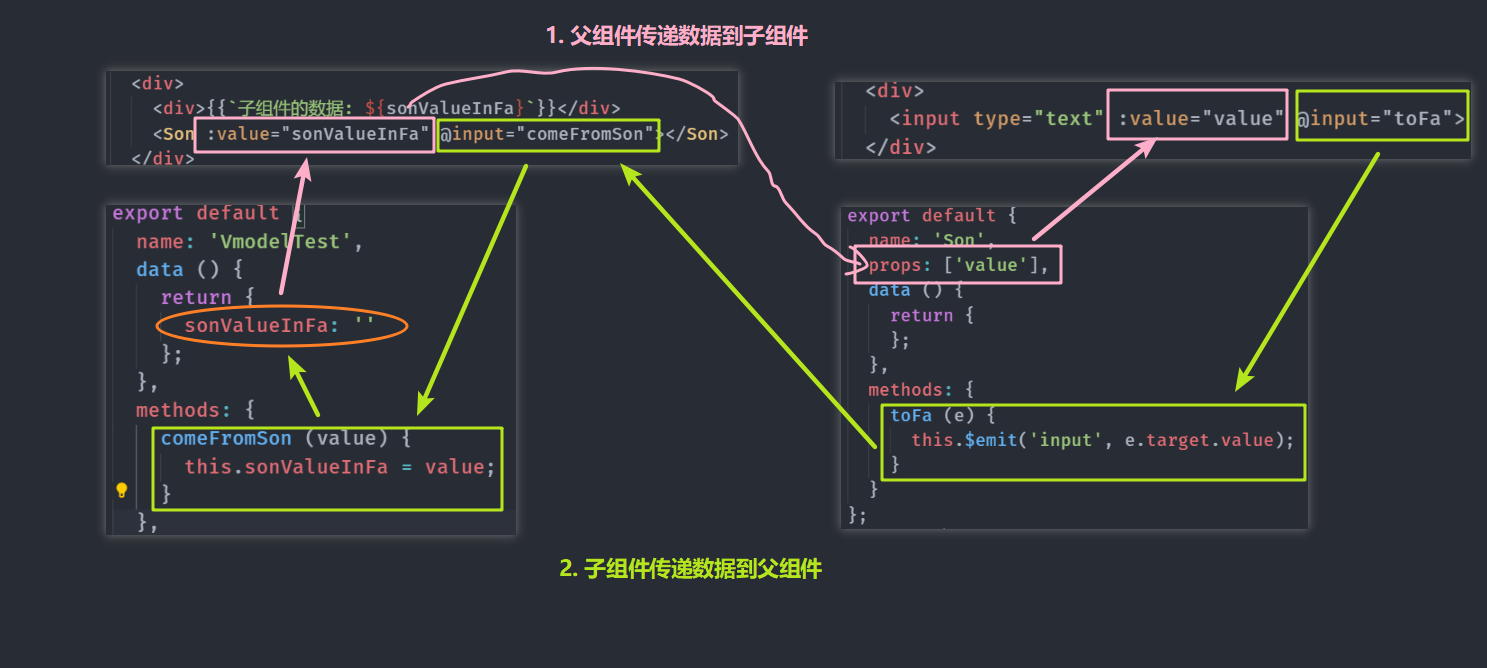 1. 父组件传递数据到子组件
<div>
<div>{{`子组件的数据: ${sonValueInFa}`}}</div>
<Son :value="sonValueInFa" @input="comeFromSon"></Son>
</div>
export default {
name: 'VmodelTest',
data () {
return {
sonValueInFa: ''
};
},
methods: {
comeFromSon (value) {
this.sonValueInFa = value;
}
},
<div>
<input type="text" :value="value" @input="toFa">
</div>
export default {
name: 'Son',
props: ['value'],
data () {
return {
};
},
methods: {
toFa (e) {
this.$emit('input', e.target.value);
}
}
};
2. 子组件传递数据到父组件